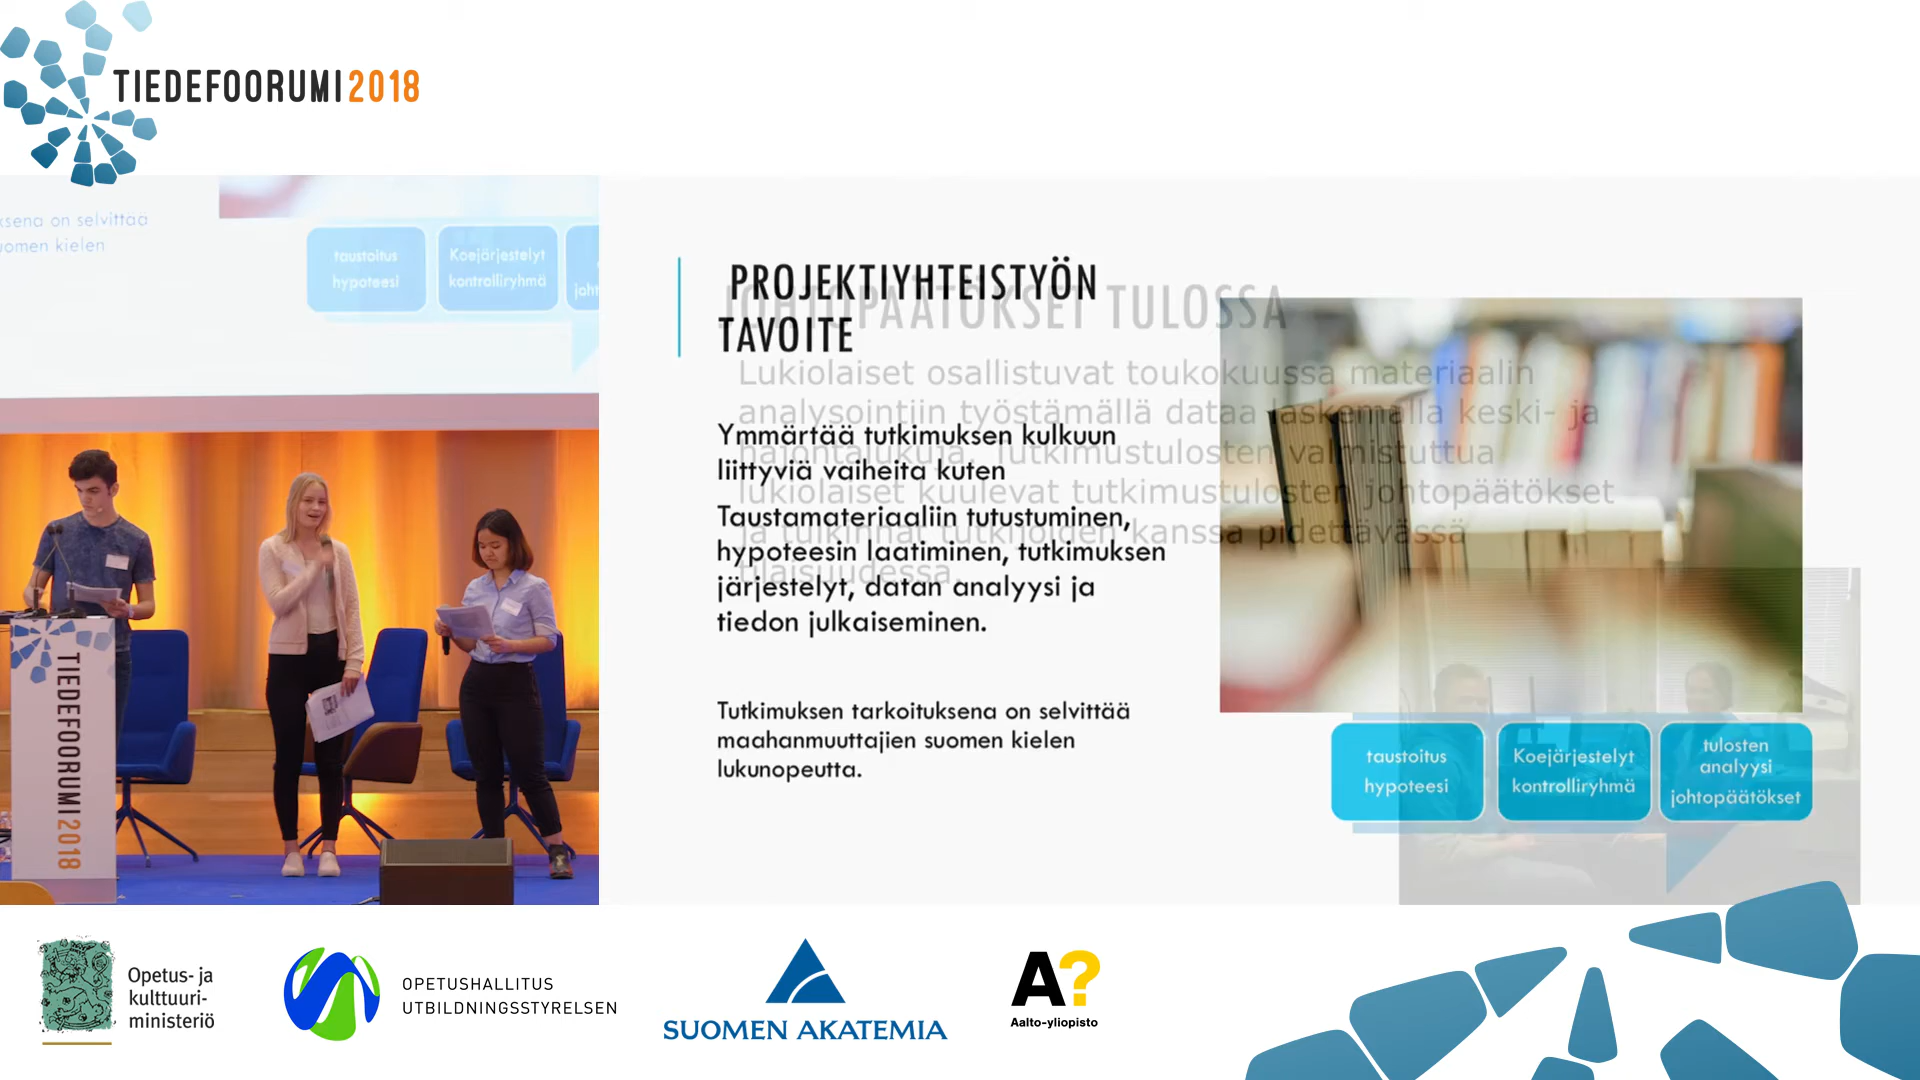 TIEDEFOORUMI 2018
ksena on selvittää
uomen kielen
taustoitus
hypoteesi
Koejärjestelyt
kontrolliryhmä
joht
TIEDEFOORUMI 2018
PROJEKTIYHTEISTYÖN
TAVOITE
Ymmärtää tutkimuksen kulkuun
liittyviä vaiheita kuten
Taustamateriaaliin tutustuminen,
hypoteesin laatiminen, tutkimuksen
järjestelyt, datan analyysi ja
tiedon julkaiseminen.
Tutkimuksen tarkoituksena on selvittää
maahanmuuttajien suomen kielen
lukunopeutta.
JOHTOPÄÄTÖKSET TULOSSA
Lukiolaiset osallistuvat toukokuussa materiaalin
analysointiin työstämällä dataa laskemalla keski- ja
hajontalukuja. Tutkimustulosten valmistuttua
lukiolaiset kuulevat tutkimustulosten johtopäätökset
ja tulkinnat tutkijoiden kanssa pidettävässä
tilaisuudessa.
taustoitus
hypoteesi
Koejärjestelyt
kontrolliryhmä
tulosten
analyysi
johtopäätökset
Opetus- ja
kulttuuri-
ministeriö
OPETUSHALLITUS
UTBILDNINGSSTYRELSEN
SUOMEN AKATEMIA
A?
Aalto-yliopisto